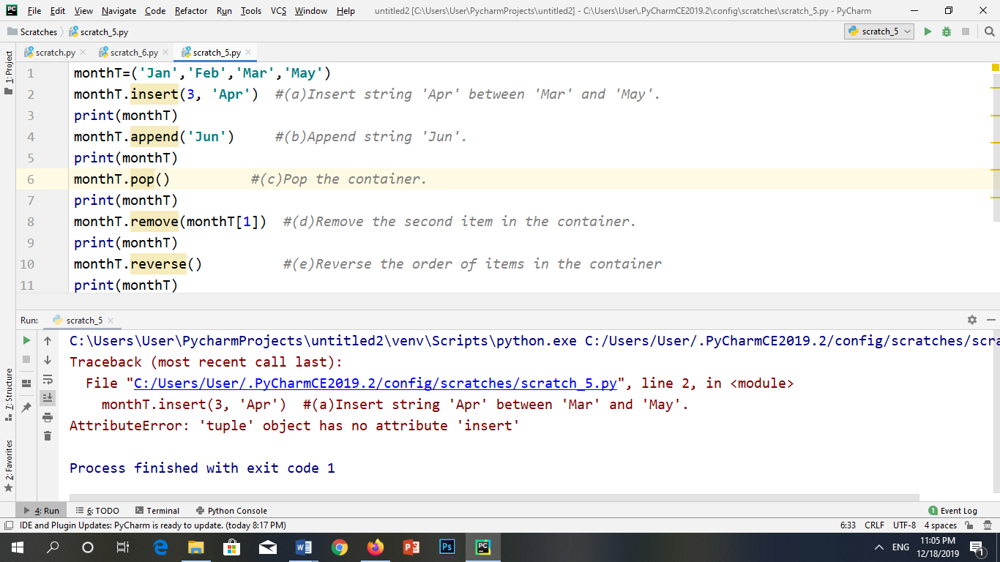 File Edit View Navigate Code Refactor Run Tools VCS Window Help untitled2 [C:\Users\User\PycharmProjects\untitled2] - C:\Users\User\.PyCharmCE2019.2\config\scratches\scratch_5.py - PyCharm
Scratches scratch_5.py scratch_5
scratch.py scratch_6.py scratch_5.py
1: Project
1 monthT=('Jan','Feb','Mar','May')
2 monthT.insert(3, 'Apr') #(a)Insert string 'Apr' between 'Mar' and 'May'.
3 print(monthT)
4 monthT.append('Jun') #(b)Append string 'Jun'.
5 print(monthT)
6 monthT.pop() #(c)Pop the container.
7 print(monthT)
8 monthT.remove(monthT[1]) #(d)Remove the second item in the container.
9 print(monthT)
10 monthT.reverse() #(e)Reverse the order of items in the container
11 print(monthT)
Run: scratch_5
C:\Users\User\PycharmProjects\untitled2\venv\Scripts\python.exe C:/Users/User/.PyCharmCE2019.2/config/scratches/scra
Traceback (most recent call last):
File "C:/Users/User/.PyCharmCE2019.2/config/scratches/scratch_5.py", line 2, in <module>
monthT.insert(3, 'Apr') #(a)Insert string 'Apr' between 'Mar' and 'May'.
AttributeError: 'tuple' object has no attribute 'insert'
Process finished with exit code 1
7: Structure
2: Favorites
4: Run 6: TODO Terminal Python Console 1 Event Log
IDE and Plugin Updates: PyCharm is ready to update. (today 8:17 PM) 6:33 CRLF UTF-8 4 spaces
ENG 11:05 PM
12/18/2019 1